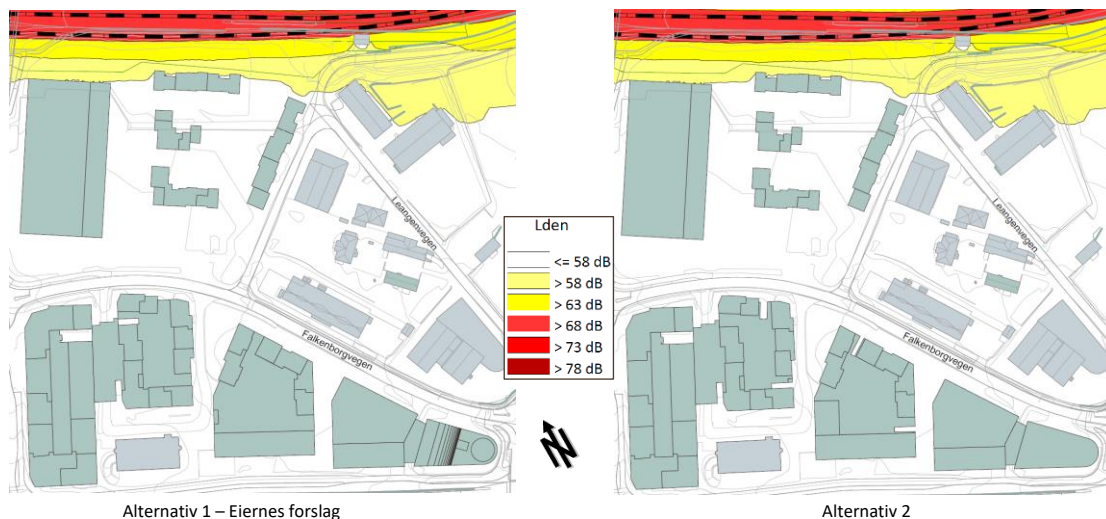 Leangenvegen
Falkenborgvegen
Lden
<= 58 dB
> 58 dB
> 63 dB
> 68 dB
> 73 dB
> 78 dB
N
Leangenvegen
Falkenborgvegen
Alternativ 1 – Eiernes forslag
Alternativ 2